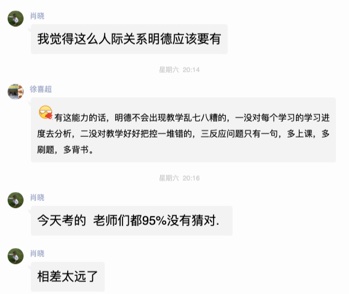 肖晓
我觉得这么人际关系明德应该要有
星期六 20:14
徐喜超
有这能力的话，明德不会出现教学乱七八糟的，一没对每个学习的学习进
度去分析，二没对教学好好把控一堆错的，三反应问题只有一句，多上课，多
刷题，多背书。
星期六 20:16
肖晓
今天考的 老师们都95%没有猜对.
肖晓
相差太远了